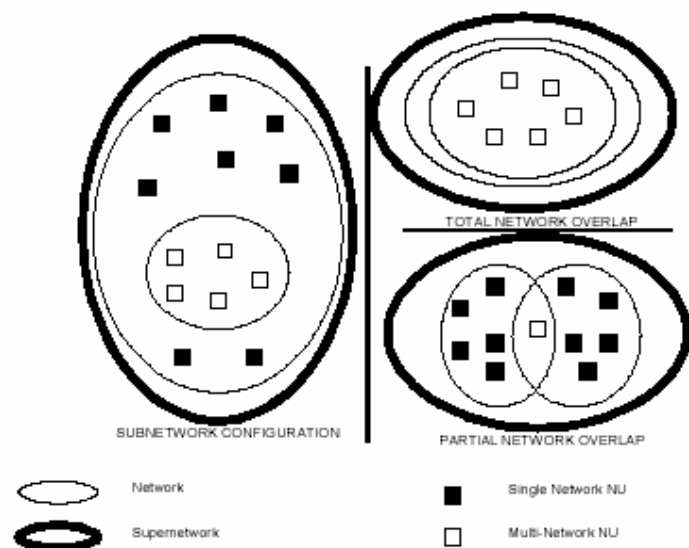 TOTAL NETWORK OVERLAP
SUBNETWORK CONFIGURATION
PARTIAL NETWORK OVERLAP
Network
Single Network NU
Supernetwork
Multi-Network NU